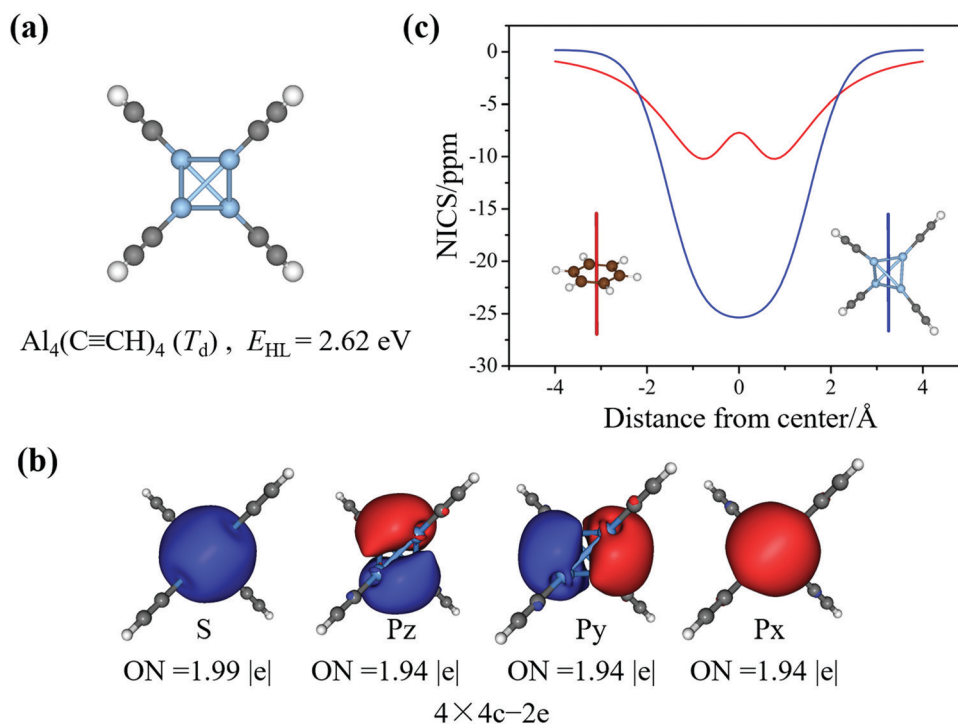 (a)
Al₄(C≡CH)₄ (T_d) , E_HL = 2.62 eV
(c)
NICS/ppm
0
-5
-10
-15
-20
-25
-30
-4
-2
0
2
4
Distance from center/Å
(b)
S
Pz
Py
Px
ON =1.99 |e|
ON =1.94 |e|
ON =1.94 |e|
ON =1.94 |e|
4×4c−2e